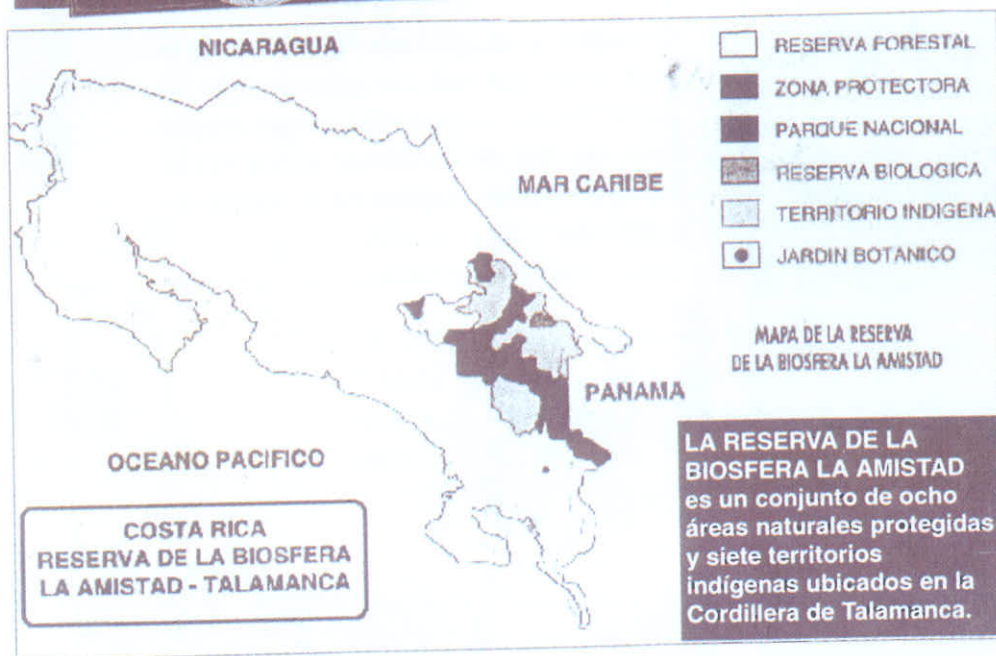 NICARAGUA
RESERVA FORESTAL
ZONA PROTECTORA
PARQUE NACIONAL
RESERVA BIOLOGICA
TERRITORIO INDIGENA
JARDIN BOTANICO
MAR CARIBE
MAPA DE LA RESERVA
DE LA BIOSFERA LA AMISTAD
PANAMA
OCEANO PACIFICO
COSTA RICA
RESERVA DE LA BIOSFERA
LA AMISTAD - TALAMANCA
LA RESERVA DE LA
BIOSFERA LA AMISTAD
es un conjunto de ocho
áreas naturales protegidas
y siete territorios
indígenas ubicados en la
Cordillera de Talamanca.